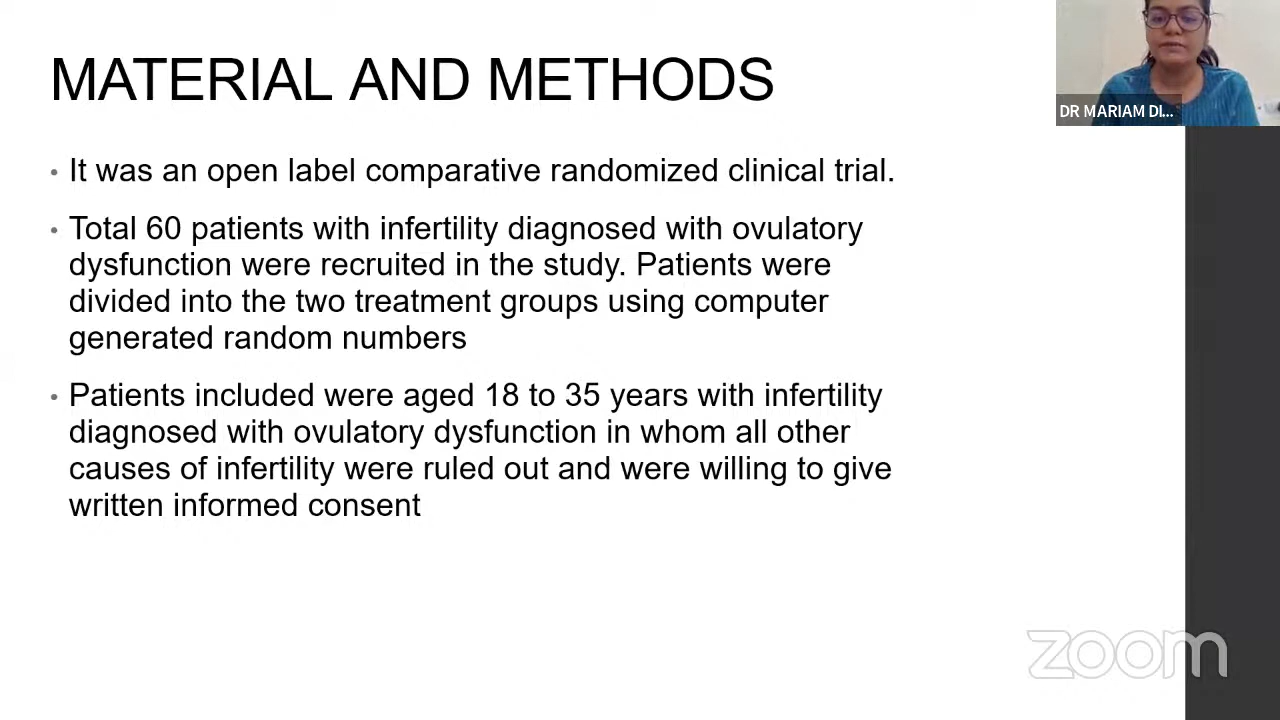 MATERIAL AND METHODS
DR MARIAM DI...
• It was an open label comparative randomized clinical trial.
• Total 60 patients with infertility diagnosed with ovulatory
dysfunction were recruited in the study. Patients were
divided into the two treatment groups using computer
generated random numbers
• Patients included were aged 18 to 35 years with infertility
diagnosed with ovulatory dysfunction in whom all other
causes of infertility were ruled out and were willing to give
written informed consent
zoom